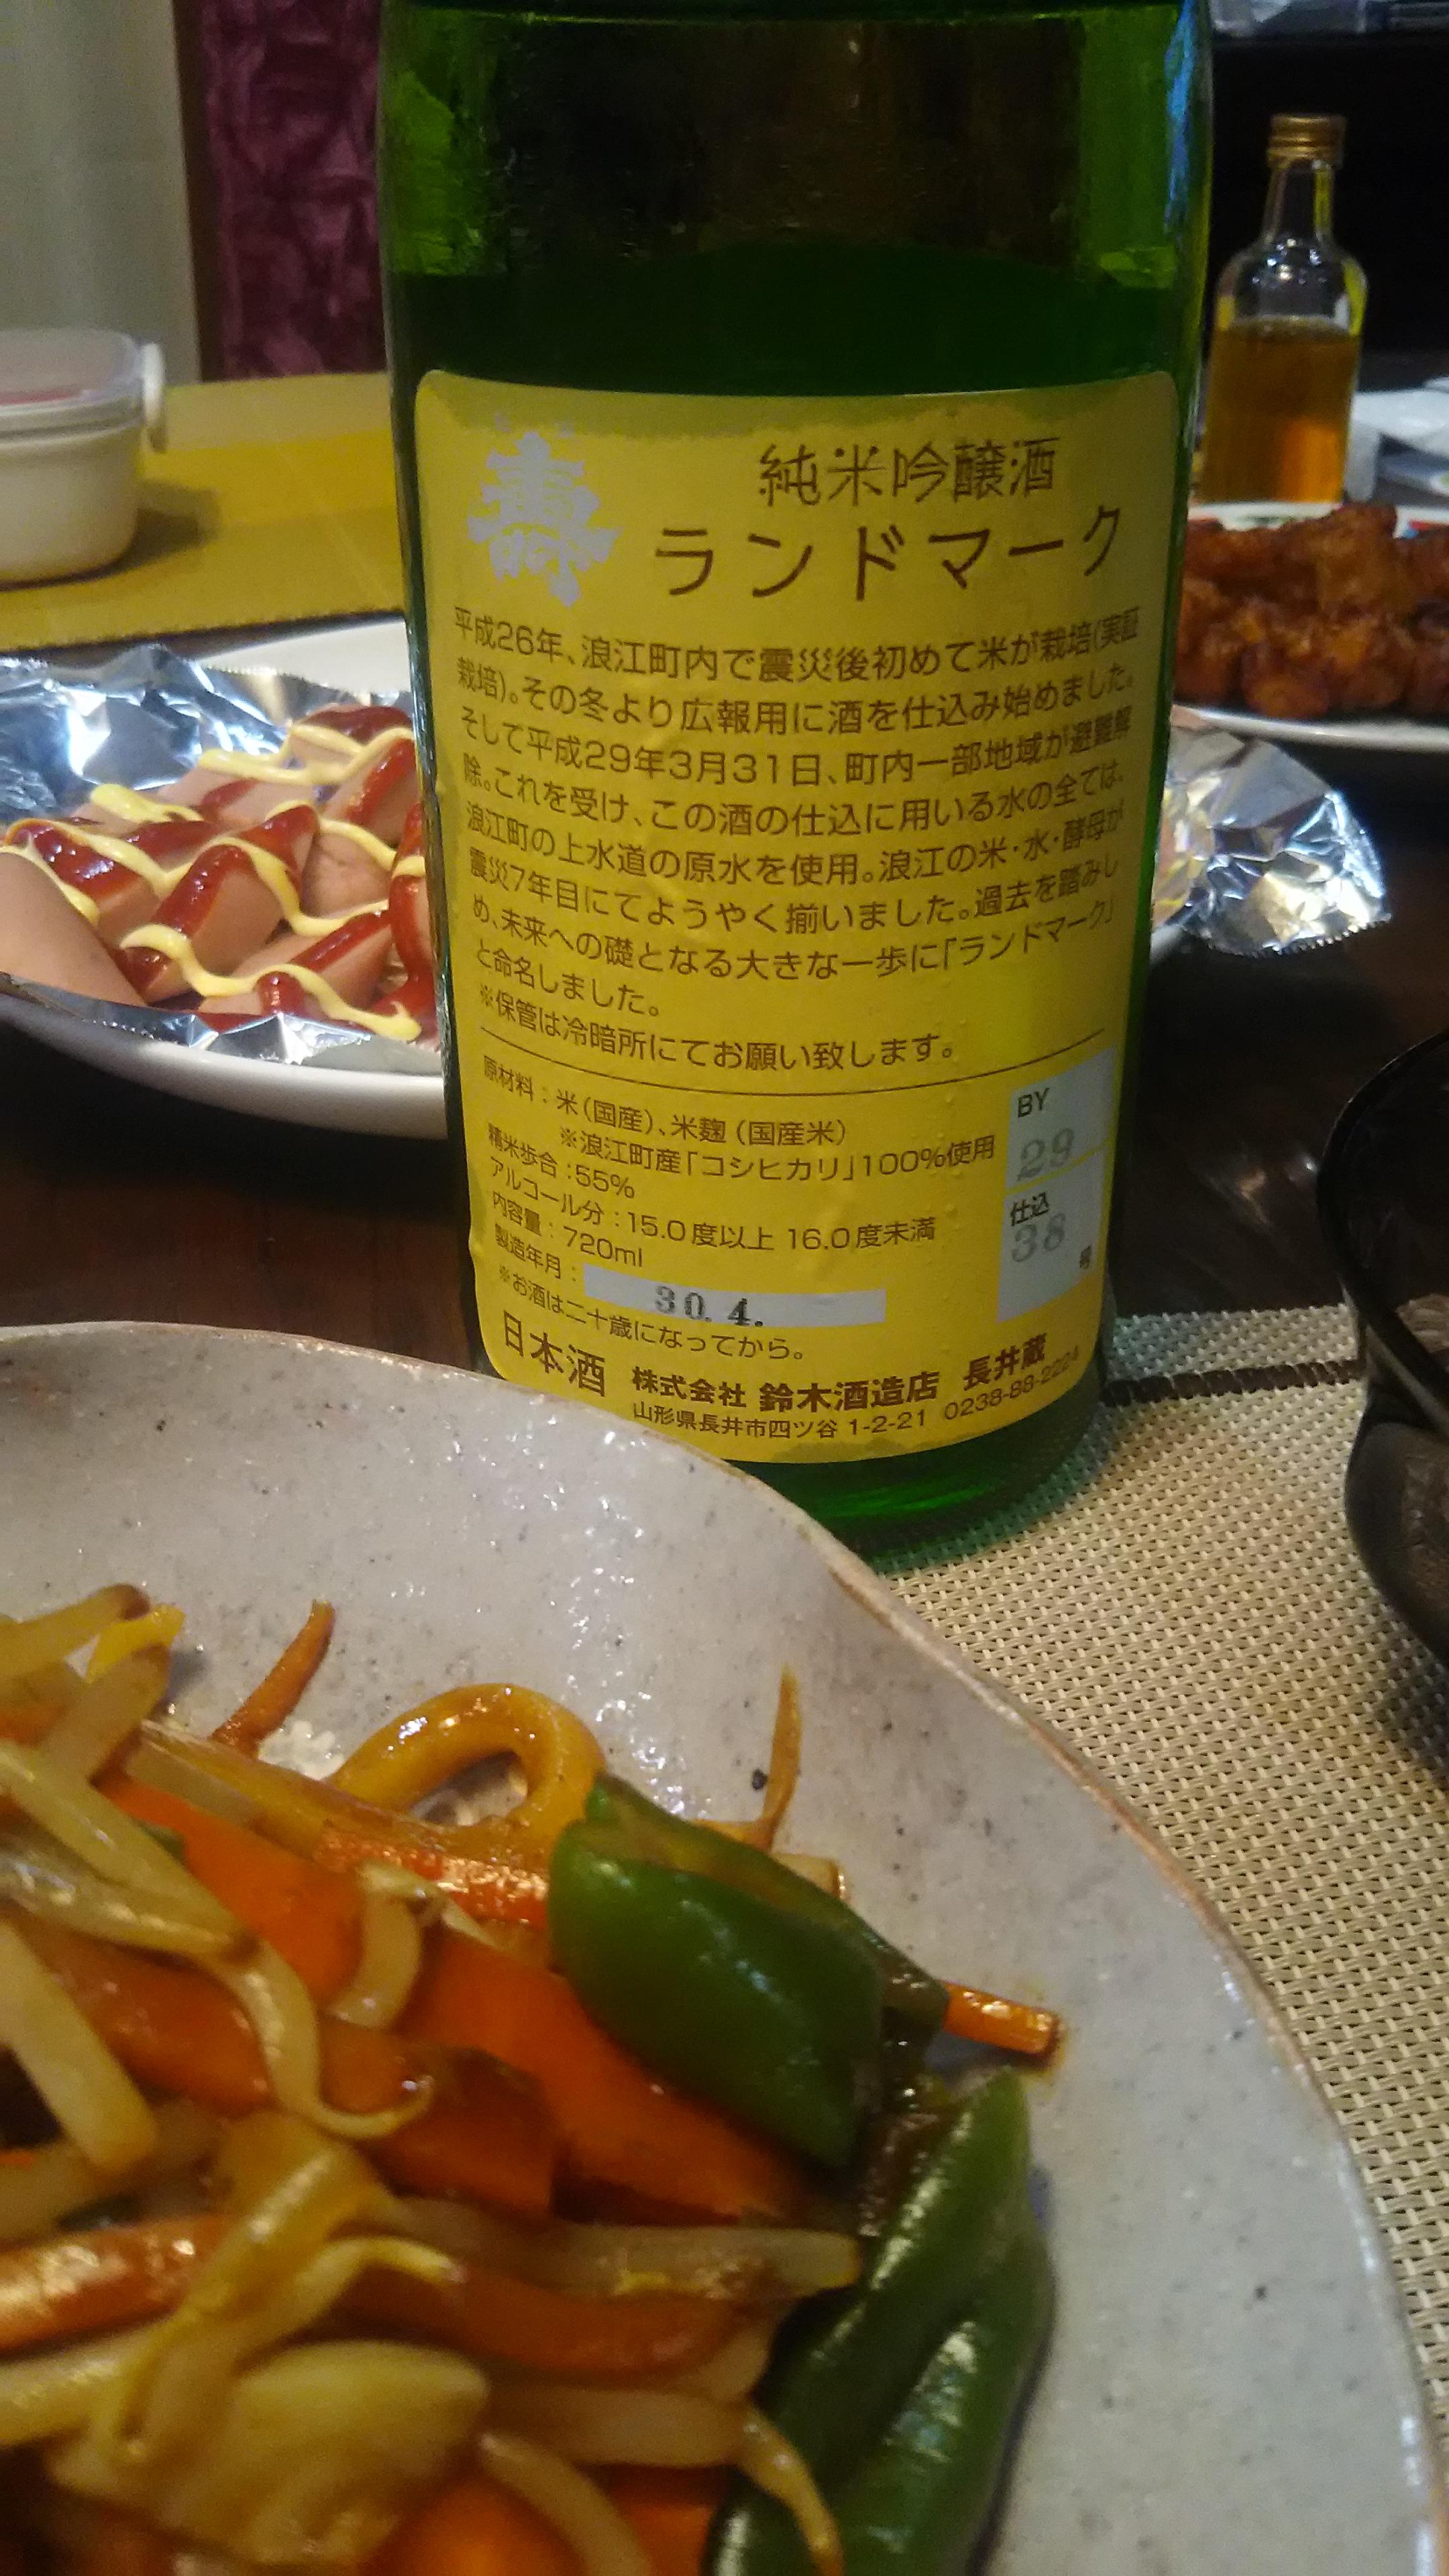 壽
純米吟醸酒
ランドマーク
平成26年、浪江町内で震災後初めて米が栽培(実証
栽培)。その冬より広報用に酒を仕込み始めました。
そして平成29年3月31日、町内一部地域が避難解
除。これを受け、この酒の仕込に用いる水の全ては、
浪江町の上水道の原水を使用。浪江の米・水・酵母が
震災7年目にてようやく揃いました。過去を踏みし
め、未来への礎となる大きな一歩に「ランドマーク」
と命名しました。
※保管は冷暗所にてお願い致します。
原材料：米（国産）、米麹（国産米）
※浪江町産「コシヒカリ」100%使用
精米歩合：55%
アルコール分：15.0度以上 16.0度未満
内容量：720ml
製造年月：30.4.
※お酒は二十歳になってから。
BY
29
仕込
38号
日本酒 株式会社 鈴木酒造店 長井蔵
山形県長井市四ツ谷 1-2-21 0238-88-2224